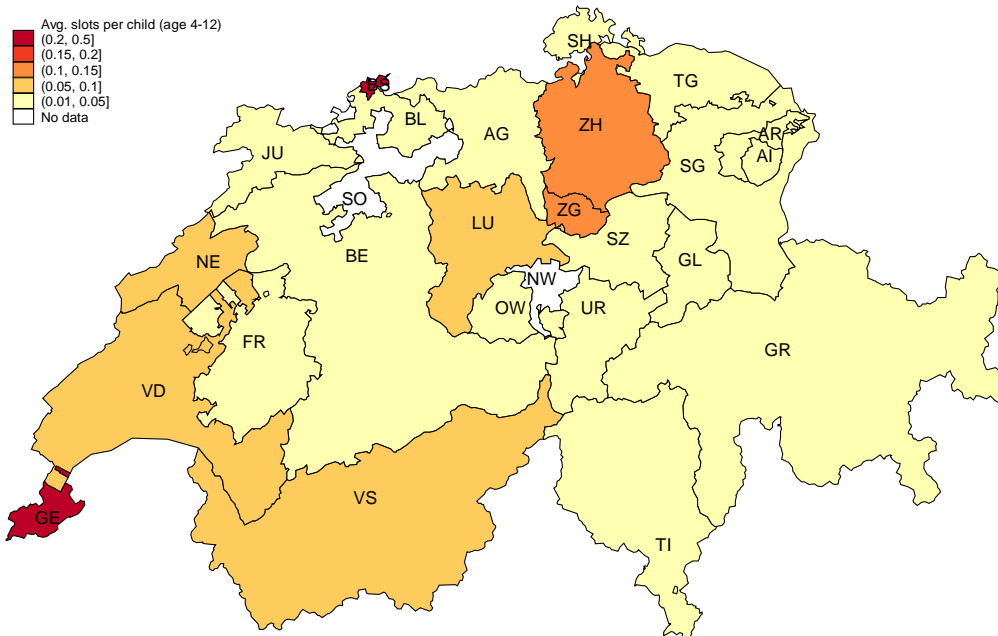 Avg. slots per child (age 4-12)
(0.2, 0.5]
(0.15, 0.2]
(0.1, 0.15]
(0.05, 0.1]
(0.01, 0.05]
No data
SH
TG
BL
AG
ZH
AR
AI
JU
SG
SO
ZG
LU
SZ
BE
NE
GL
NW
OW
UR
FR
GR
VD
VS
GE
TI